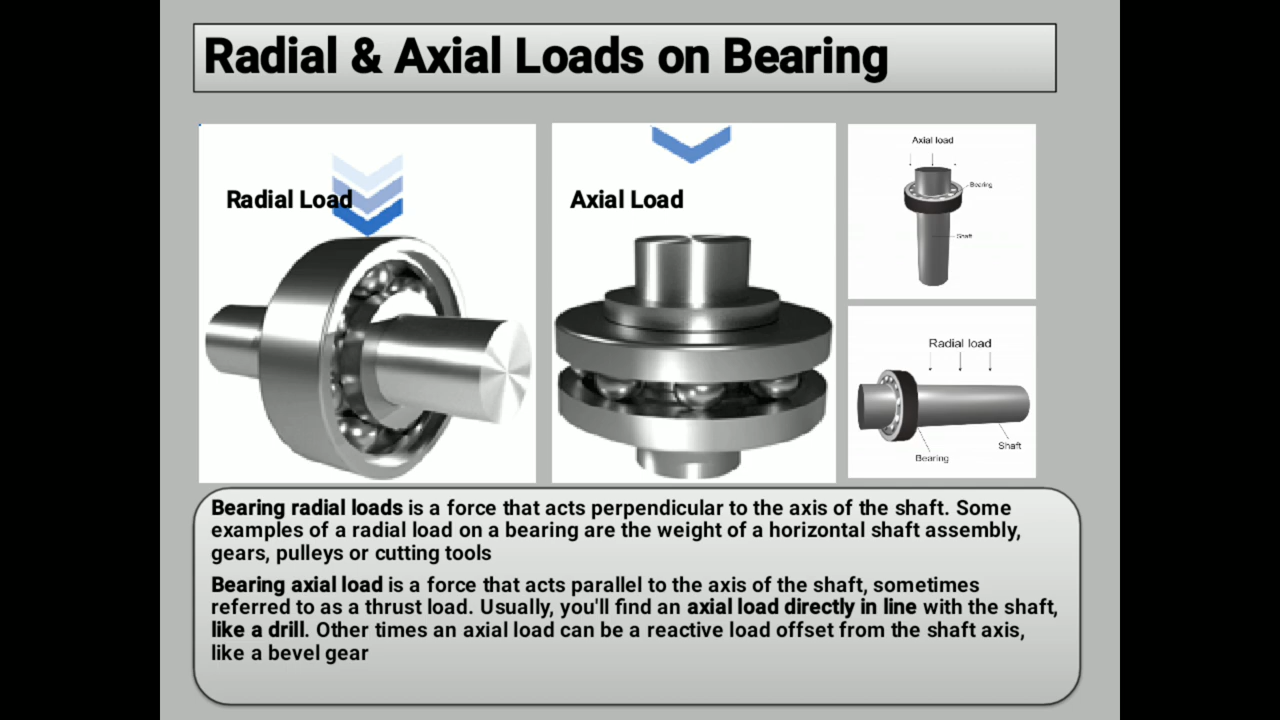 Radial & Axial Loads on Bearing
Radial Load
Axial Load
Axial load
Bearing
Shaft
Radial load
Shaft
Bearing
Bearing radial loads is a force that acts perpendicular to the axis of the shaft. Some
examples of a radial load on a bearing are the weight of a horizontal shaft assembly,
gears, pulleys or cutting tools
Bearing axial load is a force that acts parallel to the axis of the shaft, sometimes
referred to as a thrust load. Usually, you'll find an axial load directly in line with the shaft,
like a drill. Other times an axial load can be a reactive load offset from the shaft axis,
like a bevel gear